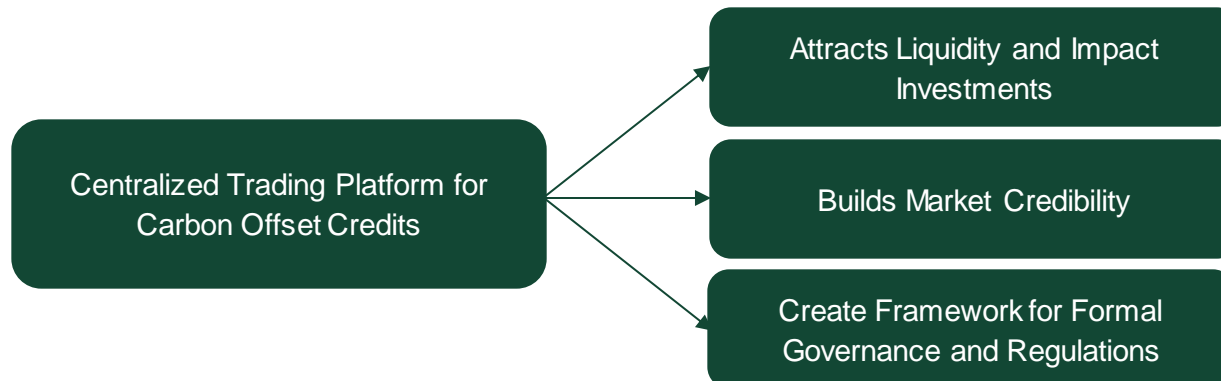 Attracts Liquidity and Impact
Investments
Centralized Trading Platform for
Carbon Offset Credits
Builds Market Credibility
Create Framework for Formal
Governance and Regulations